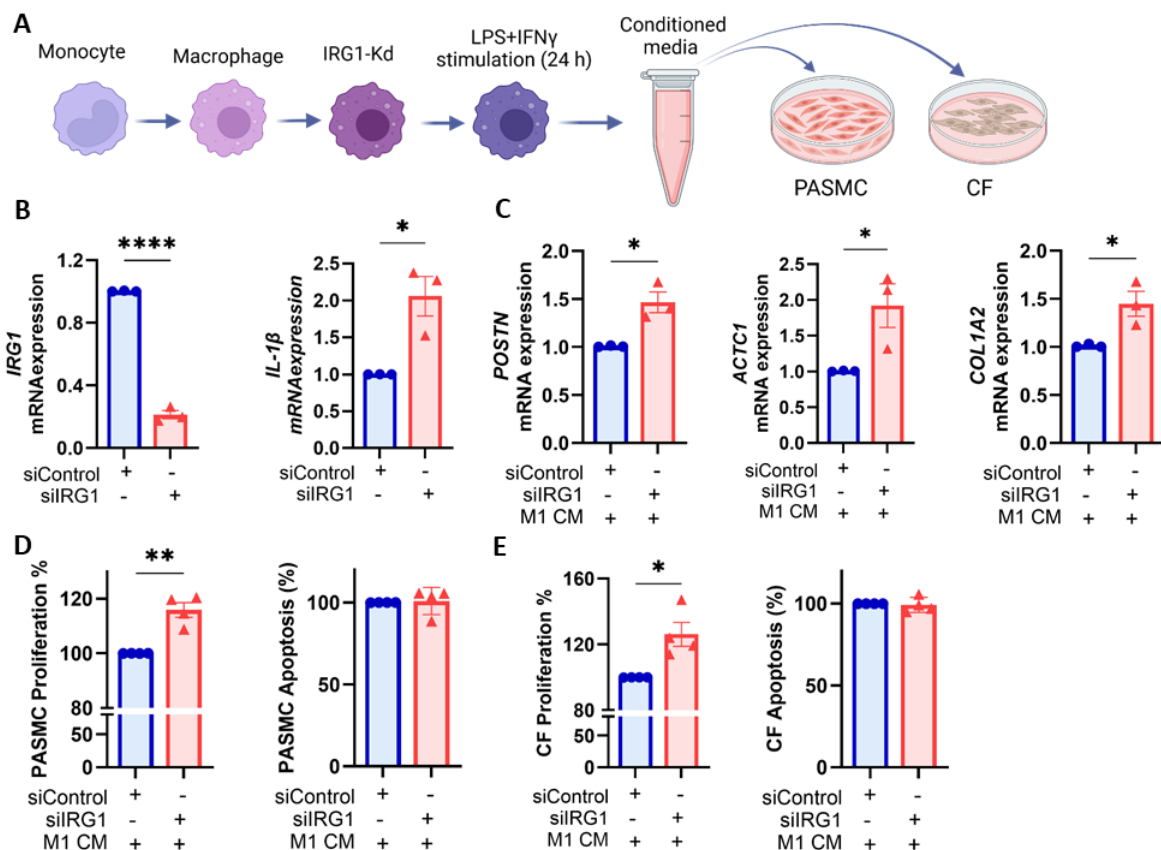 A
Monocyte
Macrophage
IRG1-Kd
LPS+IFNγ
stimulation (24 h)
Conditioned
media
PASMC
CF
B
IRG1
mRNAexpression
1.2
0.8
0.4
0.0
****
siControl + -
siIRG1 - +
IL-1β
mRNAexpression
2.5
2.0
1.5
1.0
0.5
0.0
*
siControl + -
siIRG1 - +
C
POSTN
mRNA expression
2.0
1.5
1.0
0.5
0.0
*
siControl + -
siIRG1 - +
M1 CM + +
ACTC1
mRNA expression
2.5
2.0
1.5
1.0
0.5
0.0
*
siControl + -
siIRG1 - +
M1 CM + +
COL1A2
mRNA expression
2.0
1.5
1.0
0.5
0.0
*
siControl + -
siIRG1 - +
M1 CM + +
D
PASMC Proliferation %
120
100
80
50
0
**
siControl + -
siIRG1 - +
M1 CM + +
PASMC Apoptosis (%)
100
50
0
siControl + -
siIRG1 - +
M1 CM + +
E
CF Proliferation %
160
120
80
50
0
*
siControl + -
siIRG1 - +
M1 CM + +
CF Apoptosis (%)
100
50
0
siControl + -
siIRG1 - +
M1 CM + +